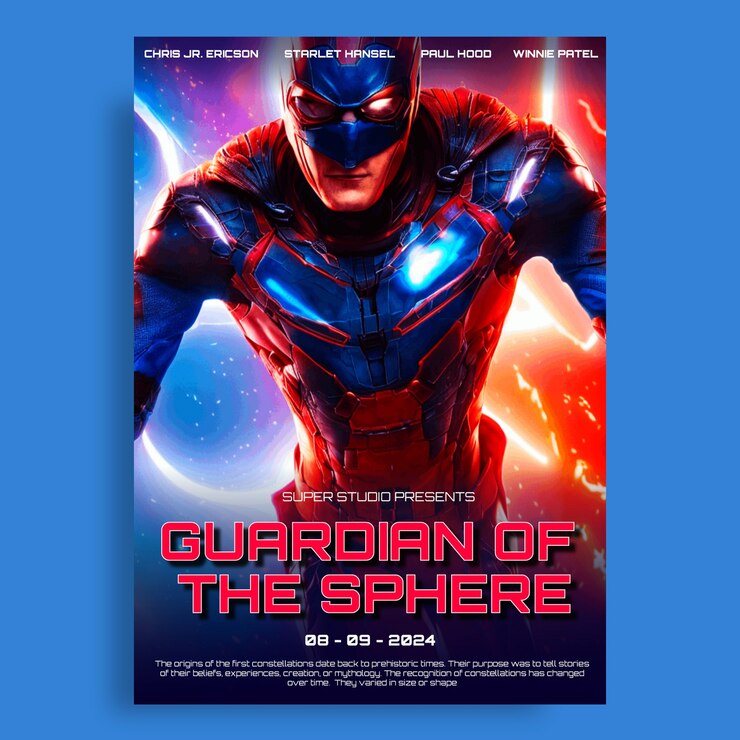 CHRIS JR. ERICSON STARLET HANSEL PAUL HOOD WINNIE PATEL
SUPER STUDIO PRESENTS
GUARDIAN OF
THE SPHERE
08 - 09 - 2024
The origins of the first constellations date back to prehistoric times. Their purpose was to tell stories
of their beliefs, experiences, creation, or mythology. The recognition of constellations has changed
over time. They varied in size or shape